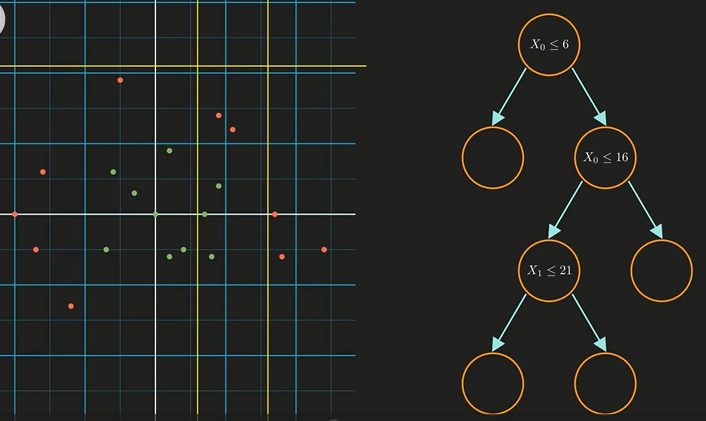 X₀ ≤ 6
X₀ ≤ 16
X₁ ≤ 21